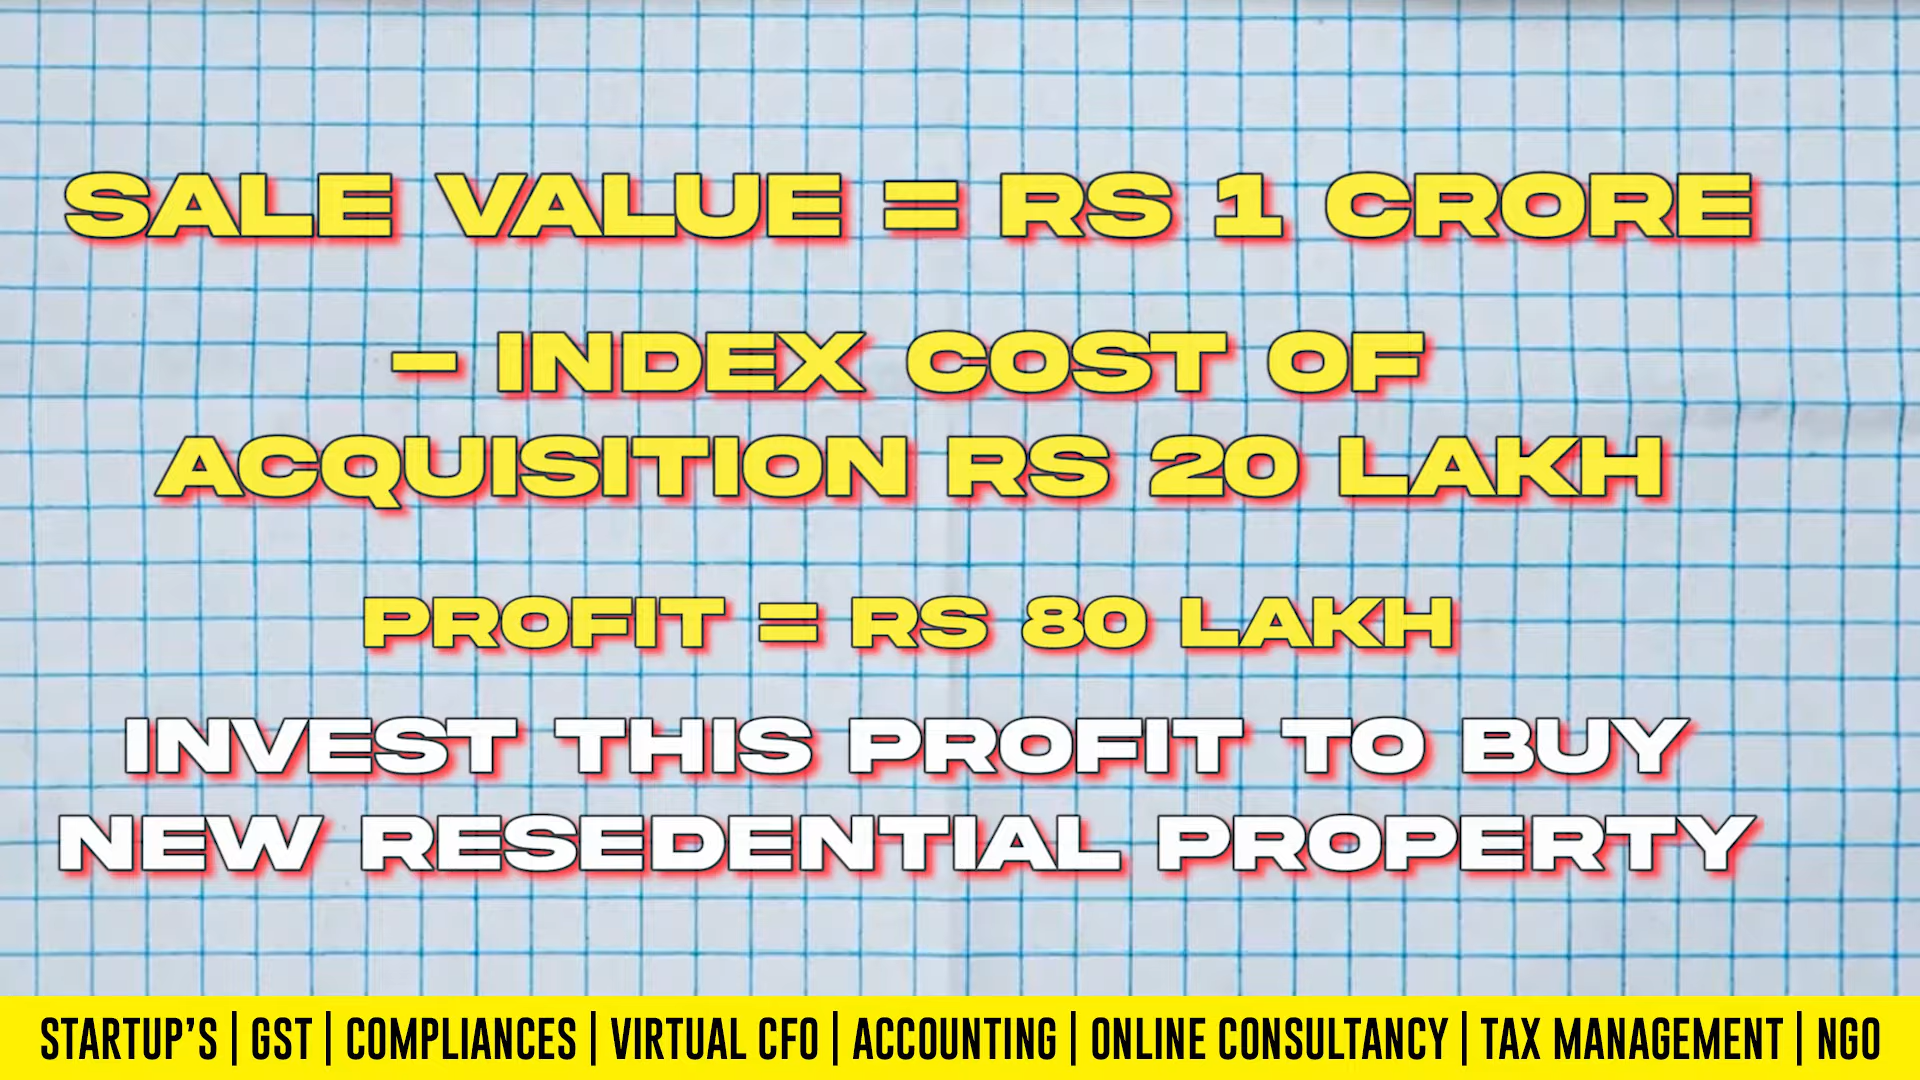 SALE VALUE = RS 1 CRORE
- INDEX COST OF
ACQUISITION RS 20 LAKH
PROFIT = RS 80 LAKH
INVEST THIS PROFIT TO BUY
NEW RESEDENTIAL PROPERTY
STARTUP'S | GST | COMPLIANCES | VIRTUAL CFO | ACCOUNTING | ONLINE CONSULTANCY | TAX MANAGEMENT | NGO